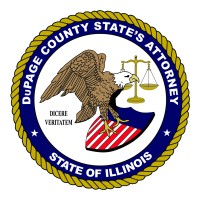 DuPAGE COUNTY STATE'S ATTORNEY
DICERE
VERITATEM
STATE OF ILLINOIS